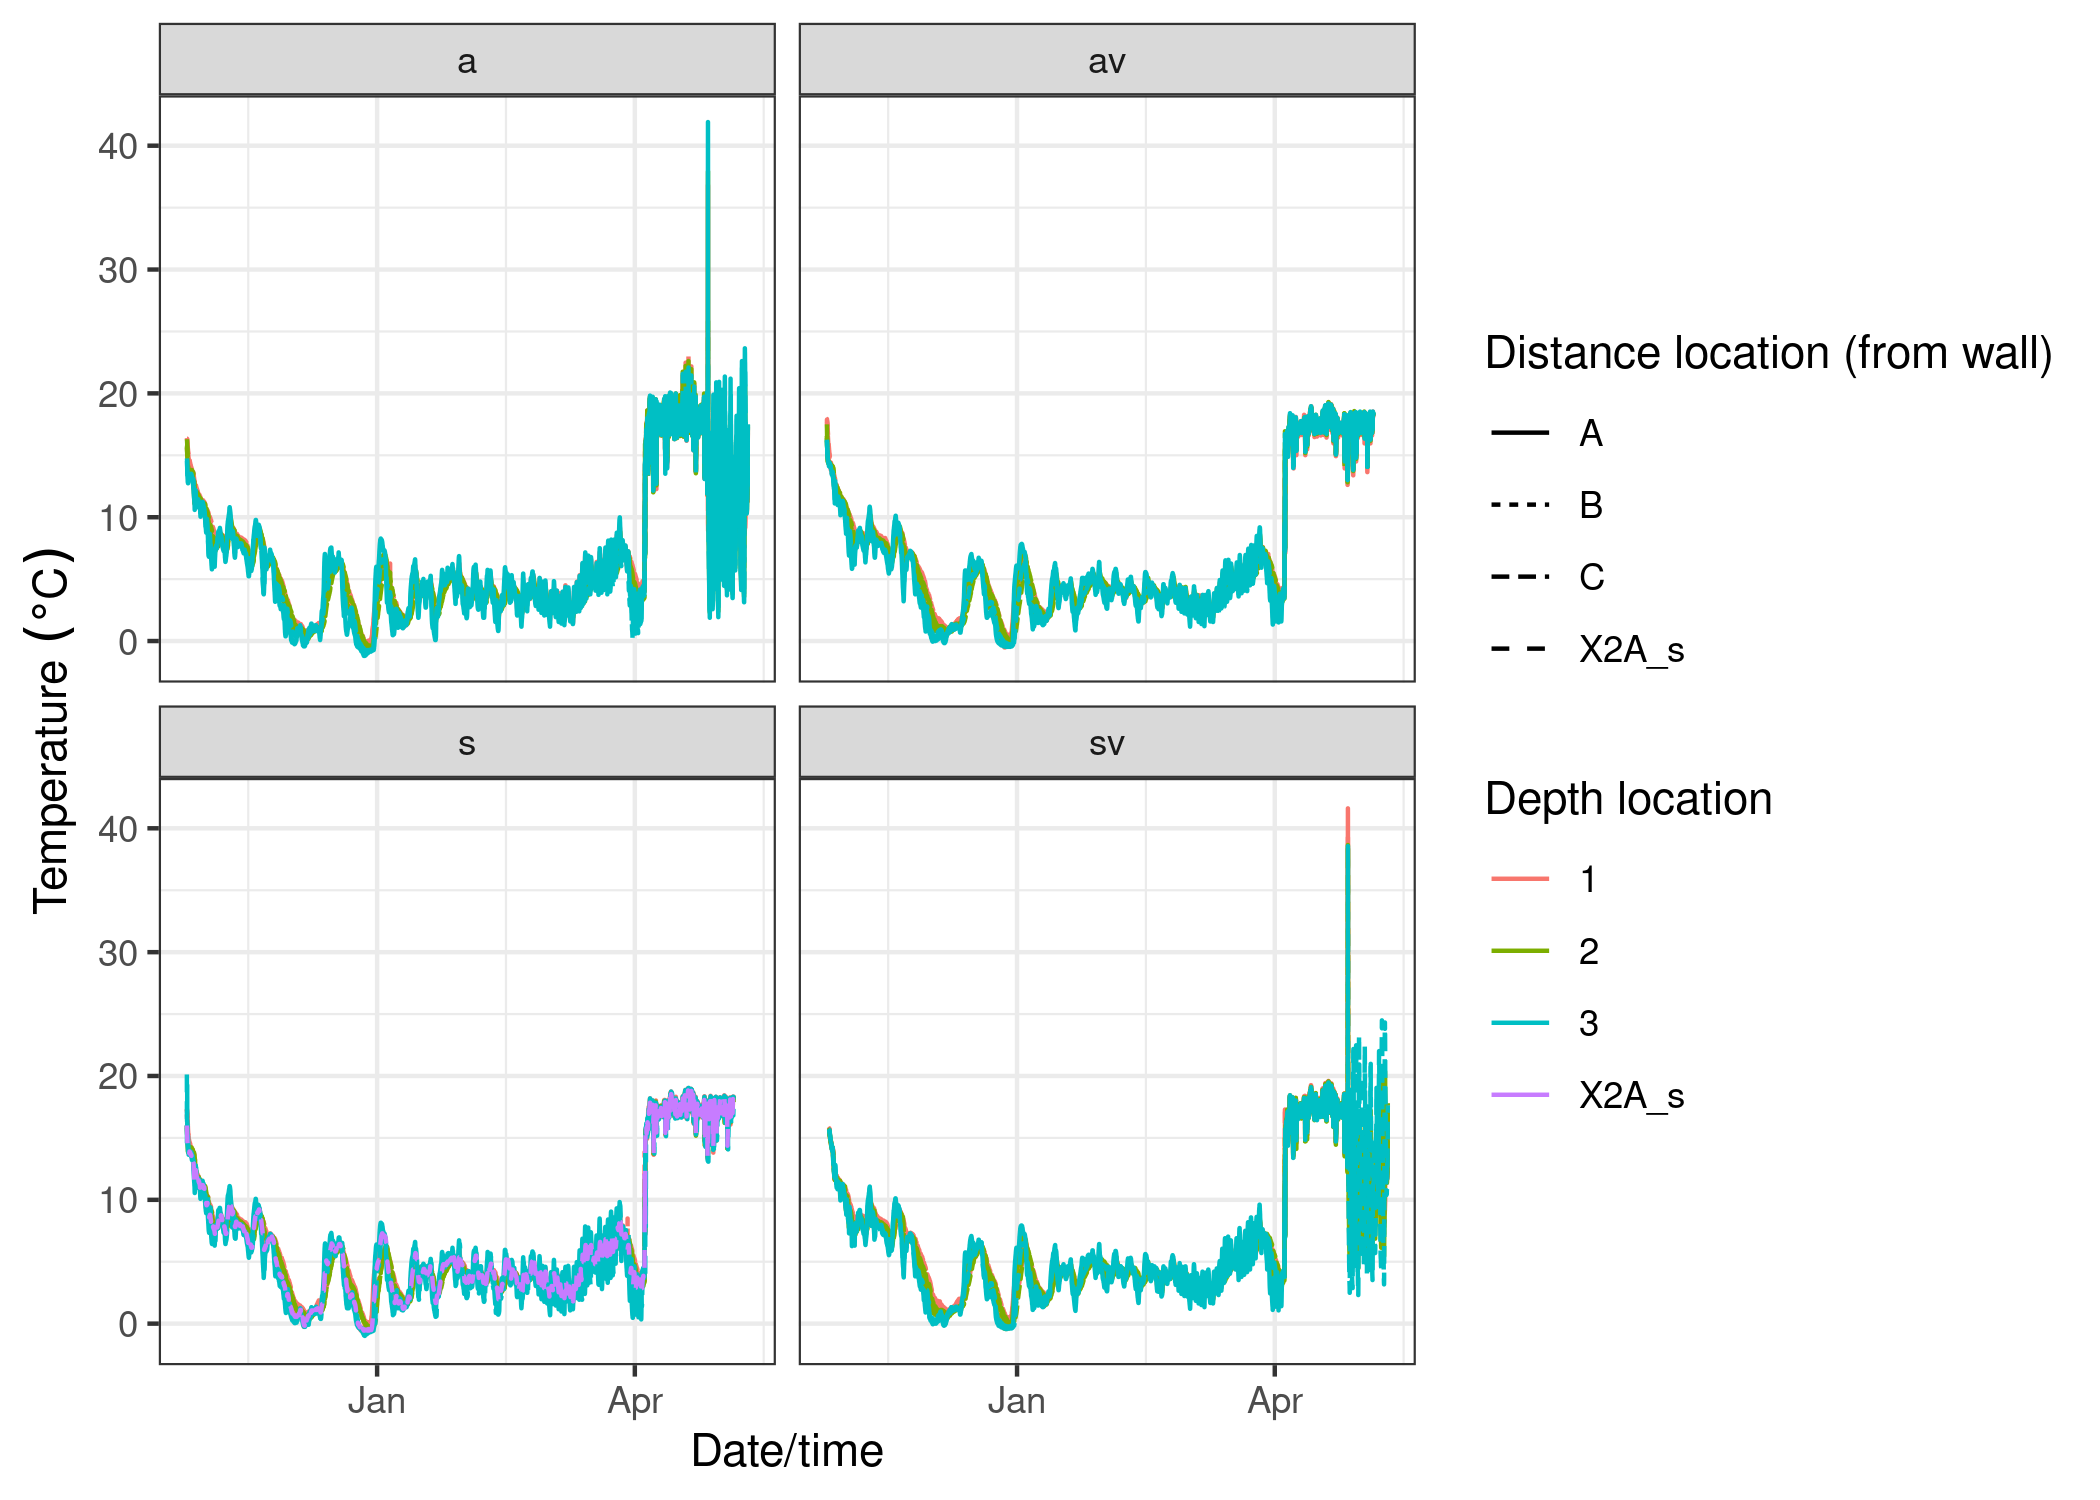 a
av
40
30
20
10
0
s
sv
40
30
20
10
0
Jan
Apr
Jan
Apr
Date/time
Temperature (°C)
Distance location (from wall)
A
B
C
X2A_s
Depth location
1
2
3
X2A_s